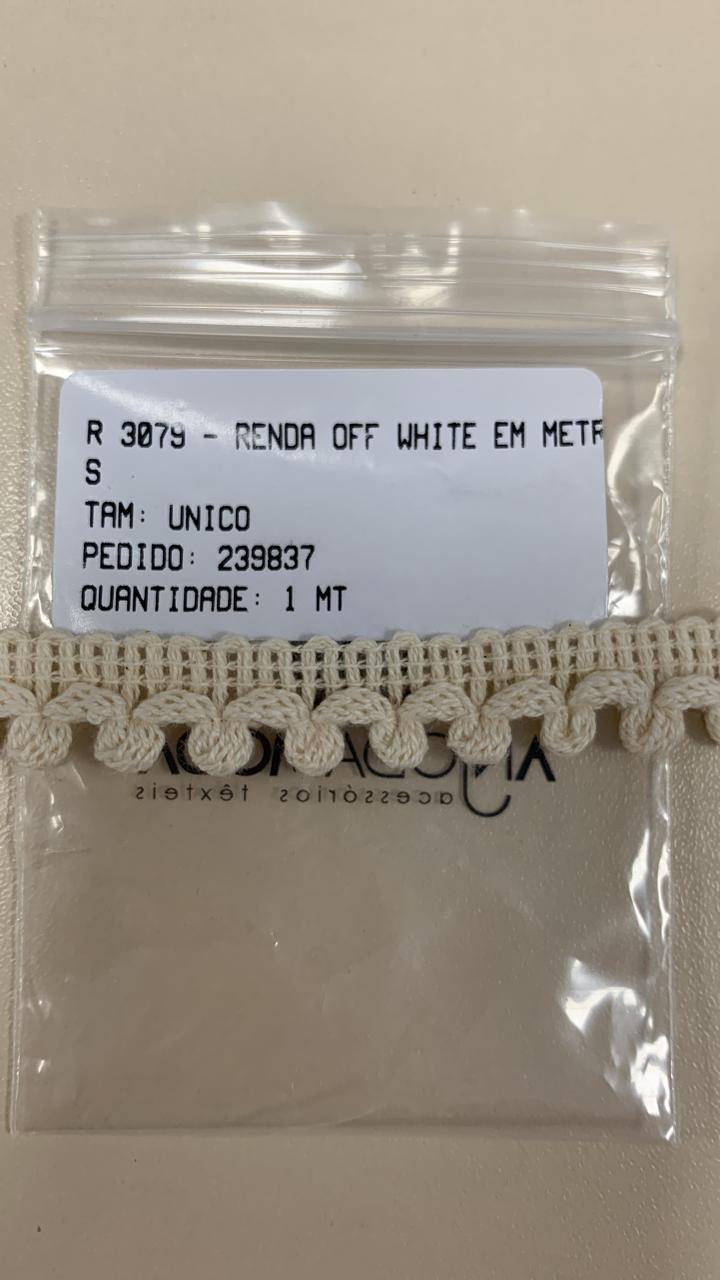 R 3079 - RENDA OFF WHITE EM METR
S
TAM: UNICO
PEDIDO: 239837
QUANTIDADE: 1 MT
acessórios têxteis